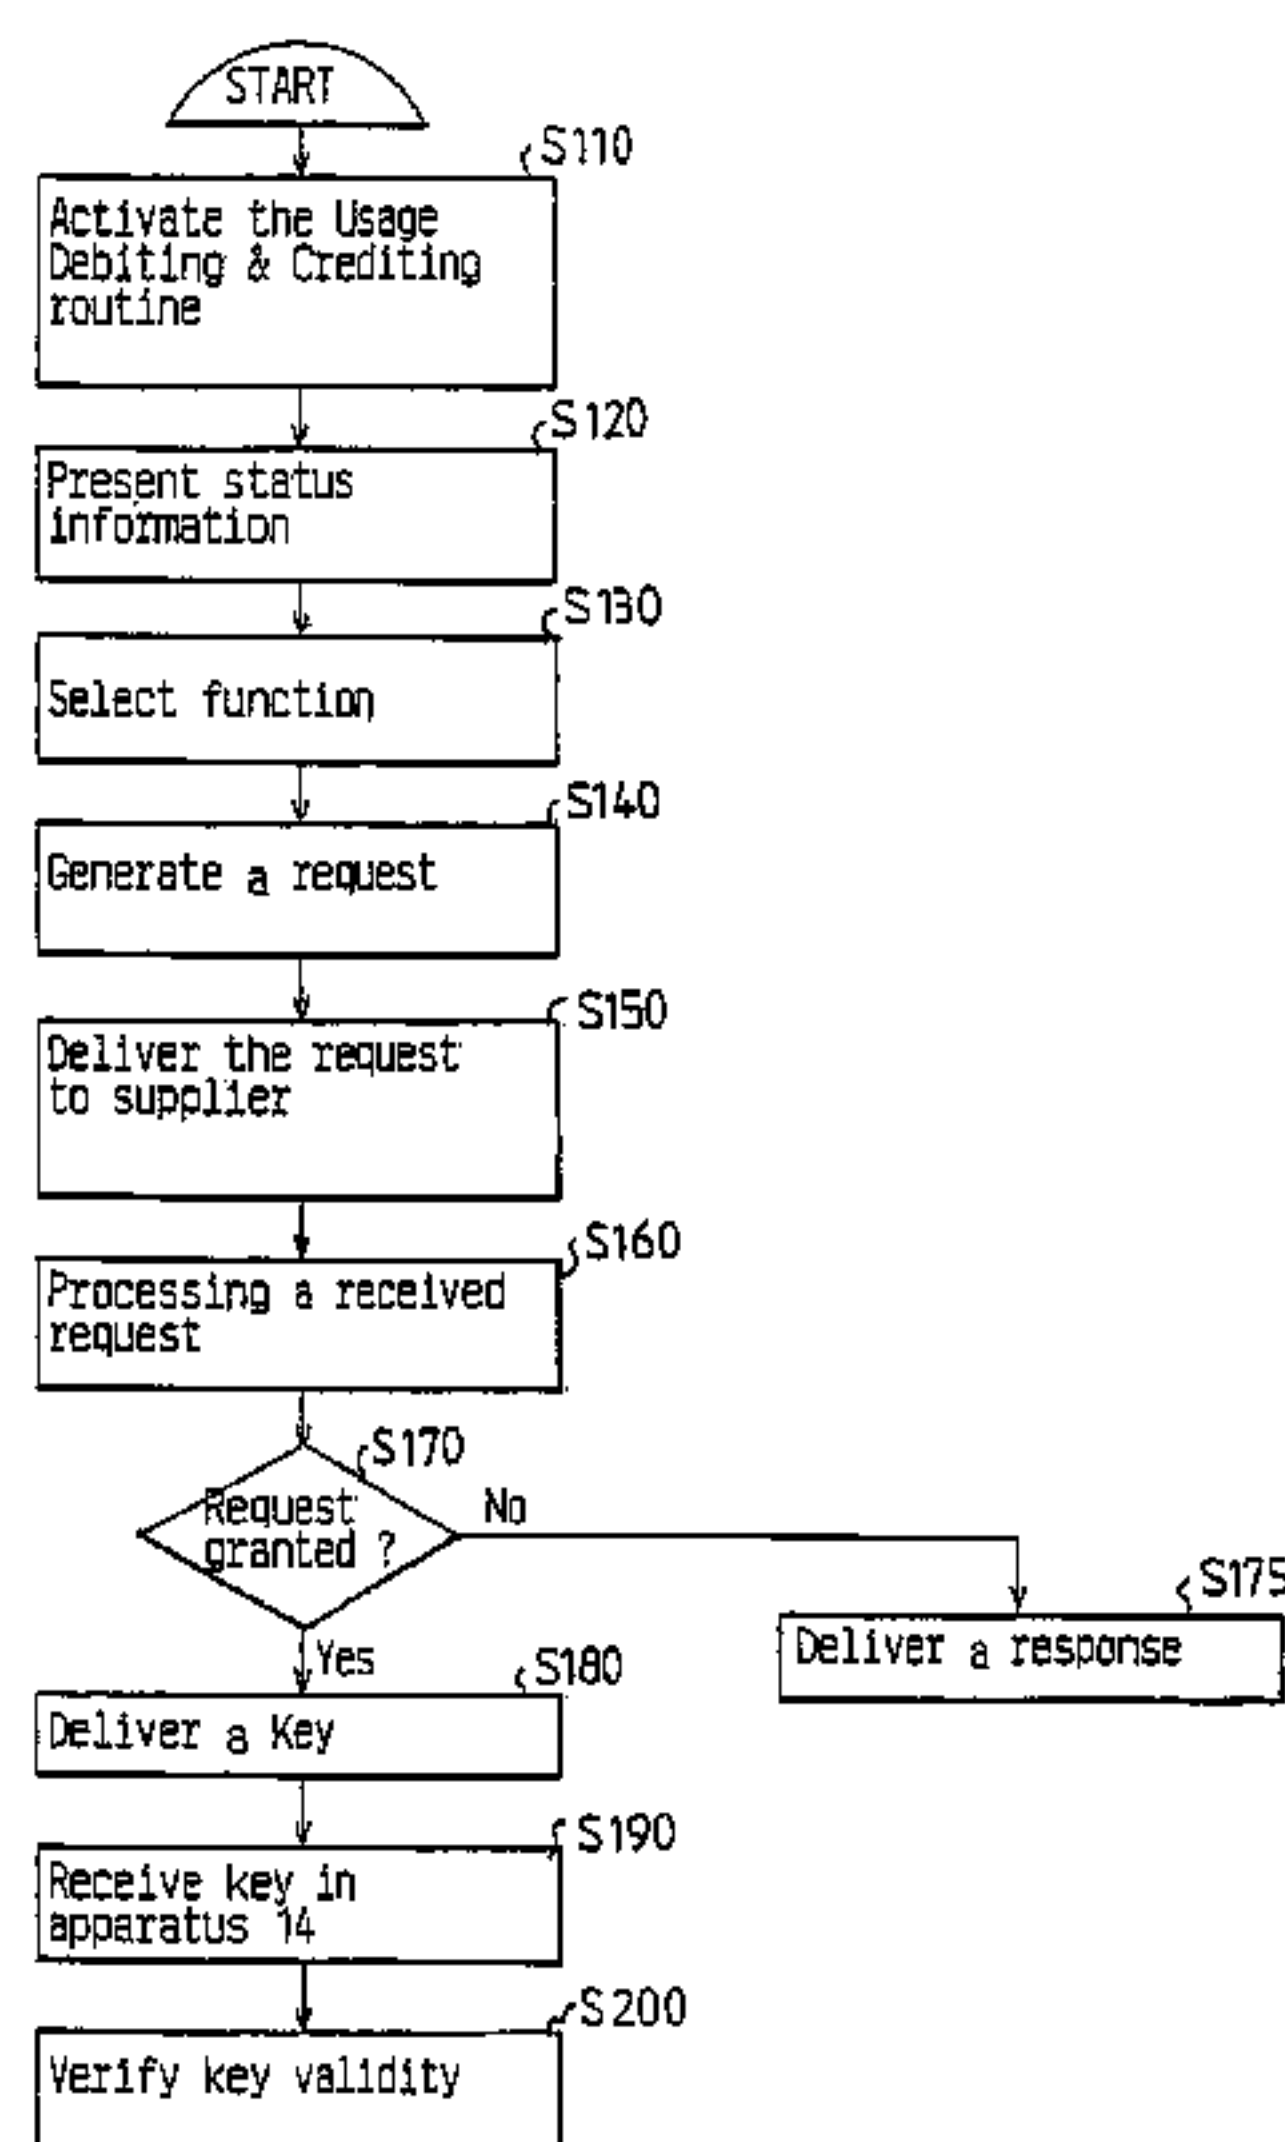 START
S110
Activate the Usage
Debiting & Crediting
routine
S120
Present status
information
S130
Select function
S140
Generate a request
S150
Deliver the request
to supplier
S160
Processing a received
request
S170
Request
granted ?
No
S175
Deliver a response
Yes
S180
Deliver a Key
S190
Receive key in
apparatus 14
S200
Verify key validity